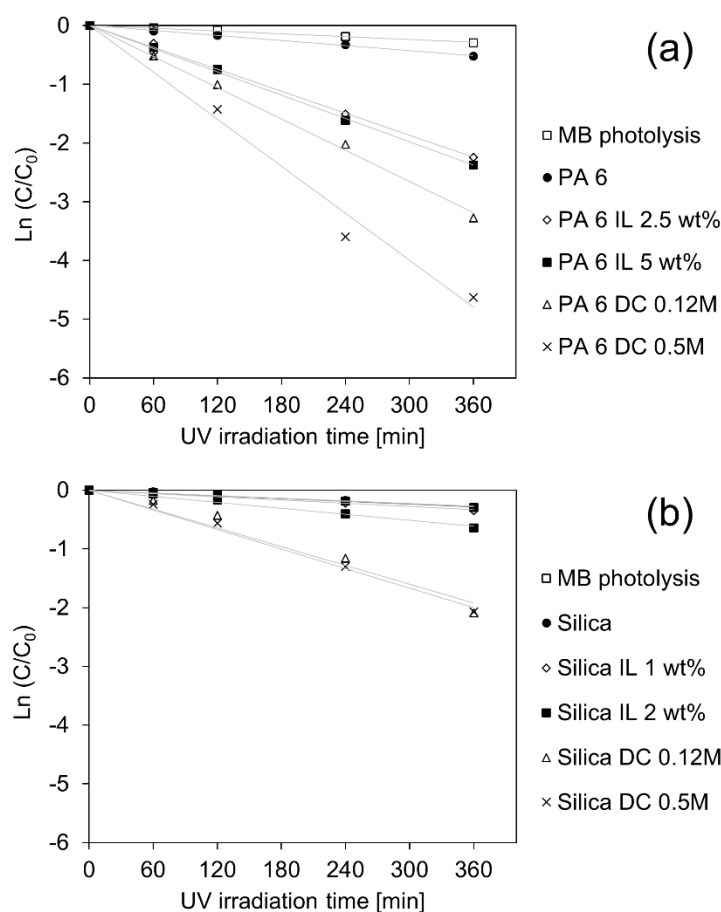 (a)
0
-1
-2
-3
-4
-5
-6
Ln (C/C₀)
0 60 120 180 240 300 360
UV irradiation time [min]
MB photolysis
PA 6
PA 6 IL 2.5 wt%
PA 6 IL 5 wt%
PA 6 DC 0.12M
PA 6 DC 0.5M
(b)
0
-1
-2
-3
-4
-5
-6
Ln (C/C₀)
0 60 120 180 240 300 360
UV irradiation time [min]
MB photolysis
Silica
Silica IL 1 wt%
Silica IL 2 wt%
Silica DC 0.12M
Silica DC 0.5M